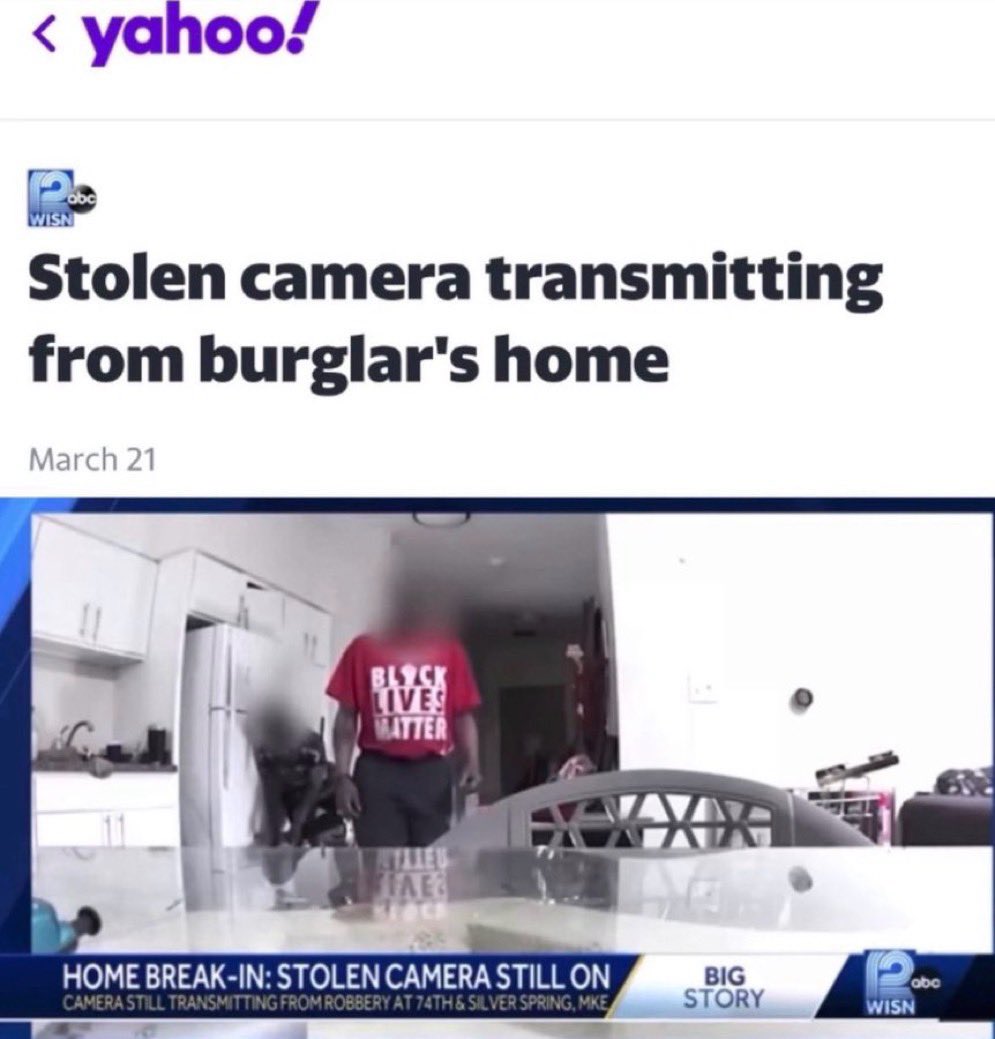 < yahoo!
12 abc
WISN
Stolen camera transmitting
from burglar's home
March 21
BLACK
LIVES
MATTER
HOME BREAK-IN: STOLEN CAMERA STILL ON
CAMERA STILL TRANSMITTING FROM ROBBERY AT 74TH & SILVER SPRING, MKE
BIG
STORY
12 abc
WISN